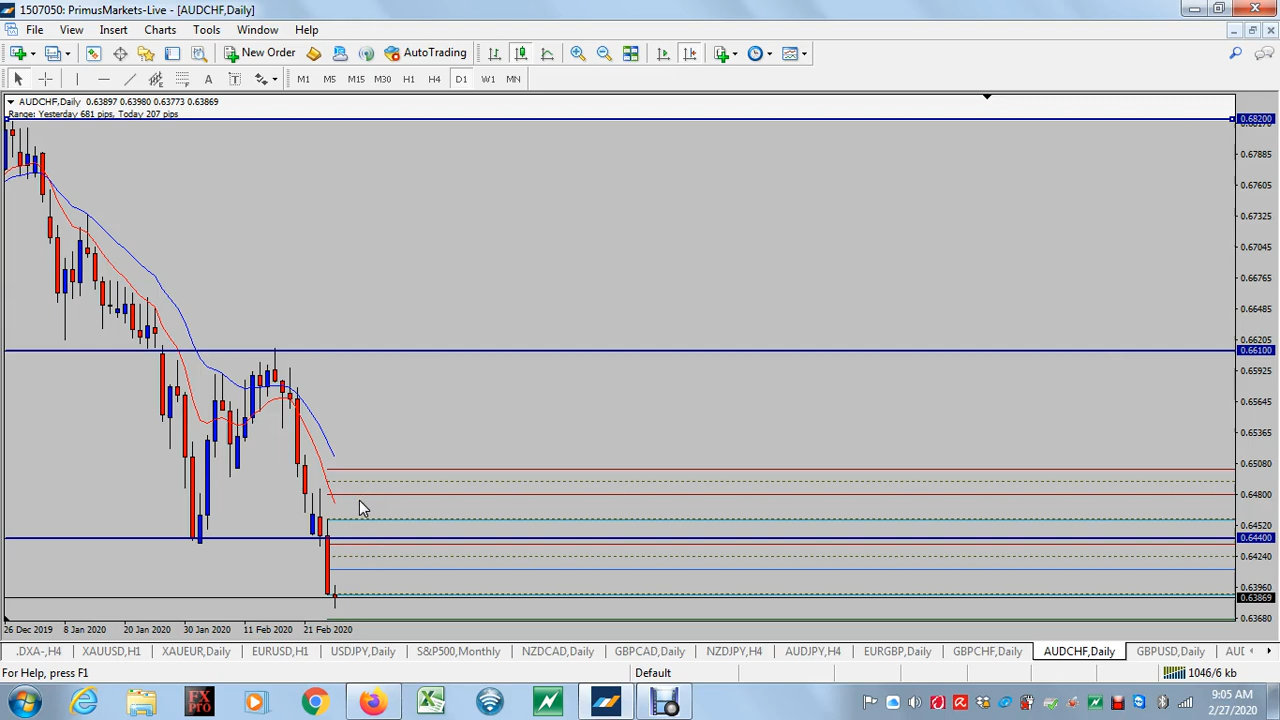 1507050: PrimusMarkets-Live - [AUDCHF,Daily]
File View Insert Charts Tools Window Help
New Order AutoTrading
A T M1 M5 M15 M30 H1 H4 D1 W1 MN
AUDCHF,Daily 0.63897 0.63980 0.63773 0.63869
Range: Yesterday 681 pips, Today 207 pips
0.68200
0.67885
0.67605
0.67325
0.67045
0.66765
0.66485
0.66205
0.66100
0.65925
0.65645
0.65365
0.65080
0.64800
0.64520
0.64400
0.64240
0.63960
0.63869
0.63680
26 Dec 2019 8 Jan 2020 20 Jan 2020 30 Jan 2020 11 Feb 2020 21 Feb 2020
.DXA-,H4 XAUUSD,H1 XAUEUR,Daily EURUSD,H1 USDJPY,Daily S&P500,Monthly NZDCAD,Daily GBPCAD,Daily NZDJPY,H4 AUDJPY,H4 EURGBP,Daily GBPCHF,Daily AUDCHF,Daily GBPUSD,Daily AUD
For Help, press F1 Default 1046/6 kb
FX PRO
9:05 AM
2/27/2020